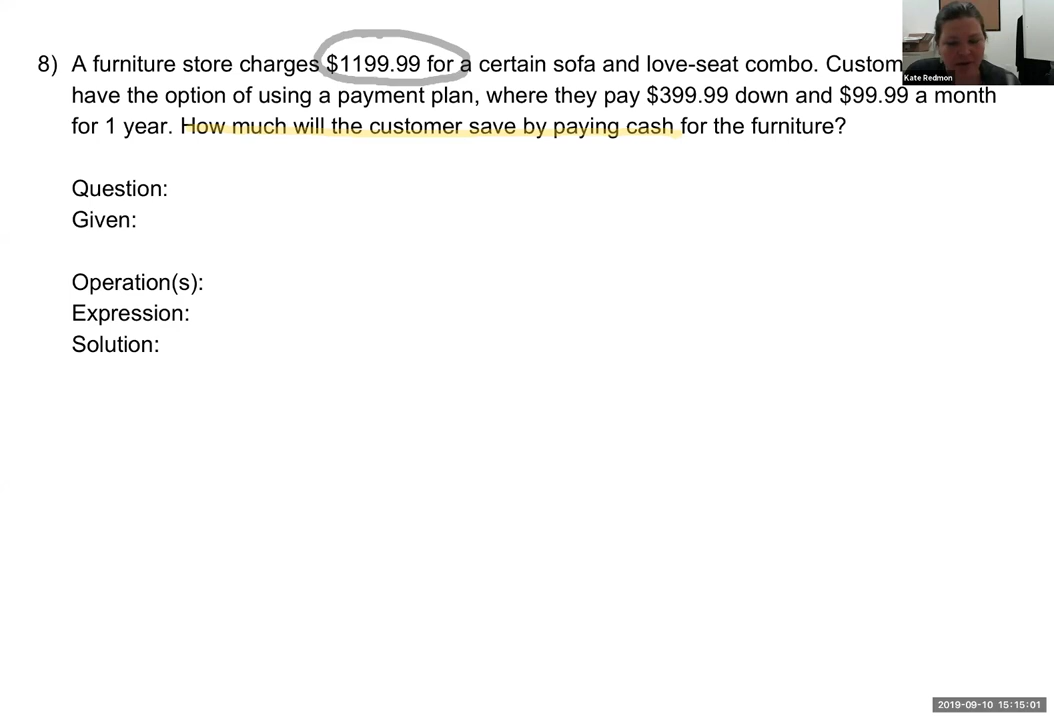 8) A furniture store charges $1199.99 for a certain sofa and love-seat combo. Custom
Kate Redmon
have the option of using a payment plan, where they pay $399.99 down and $99.99 a month
for 1 year. How much will the customer save by paying cash for the furniture?
Question:
Given:
Operation(s):
Expression:
Solution:
2019-09-10 15:15:01